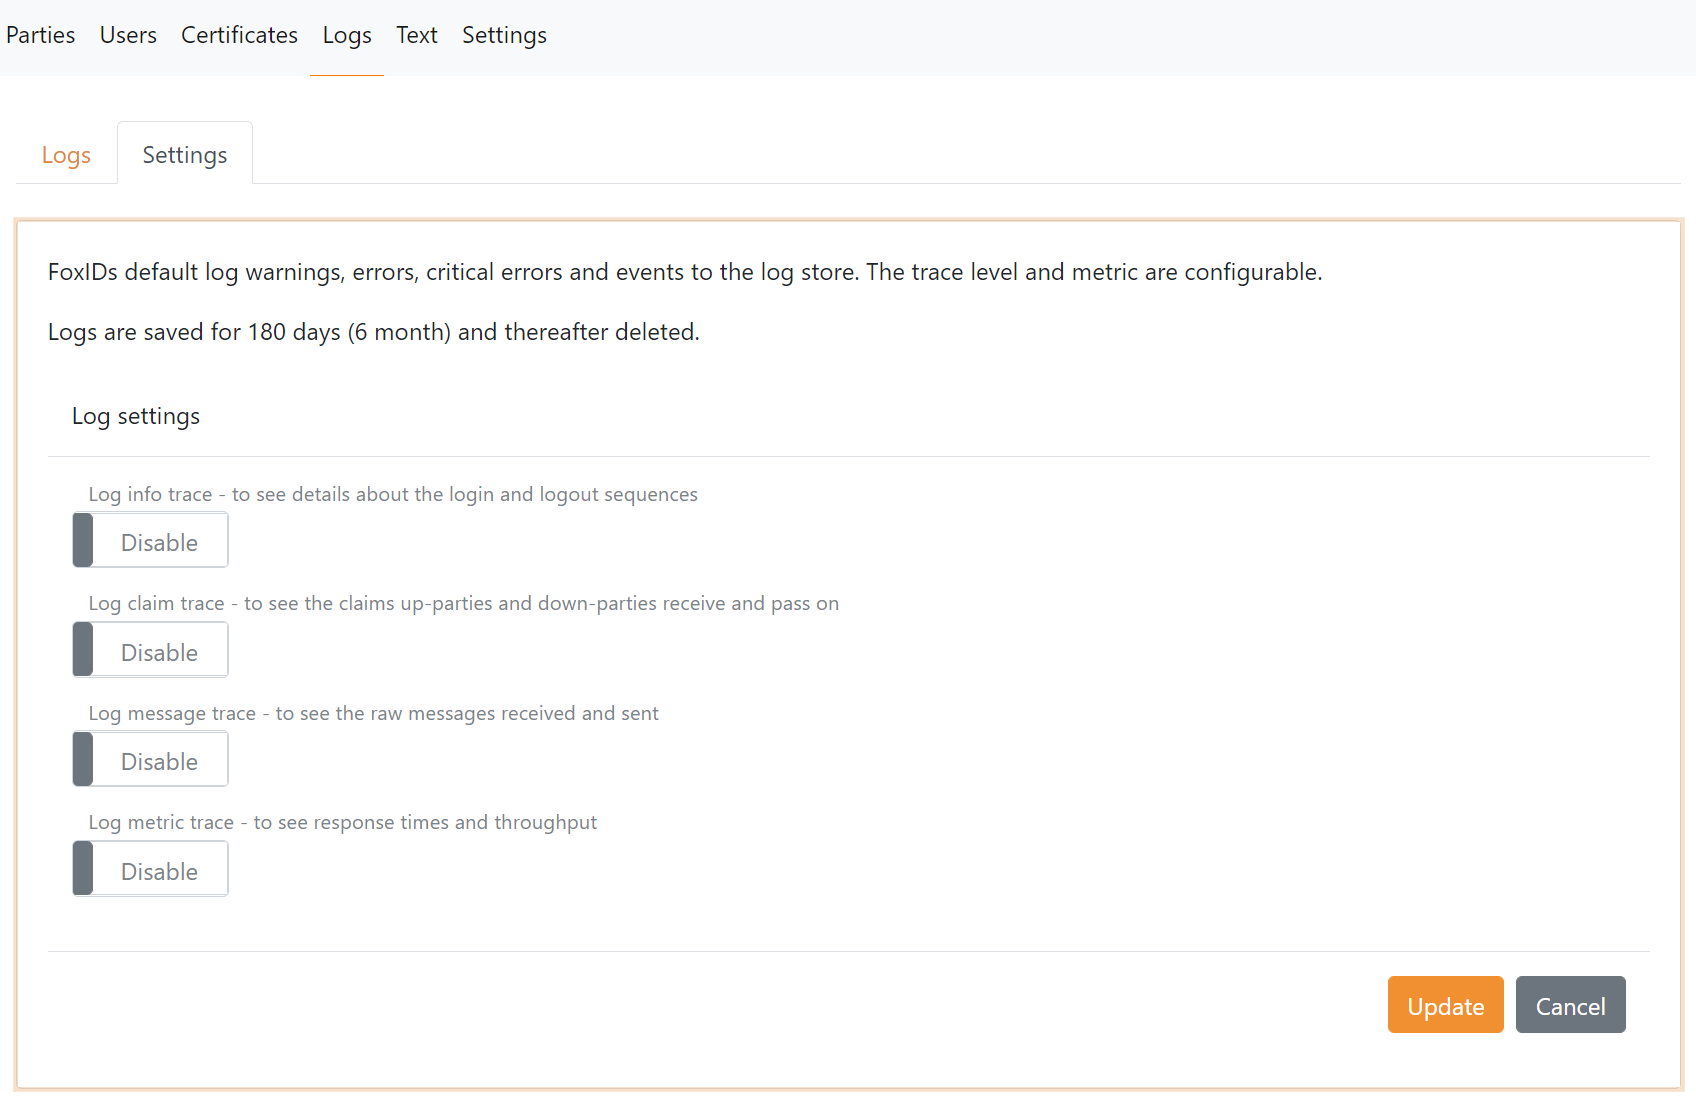 Parties Users Certificates Logs Text Settings
Logs Settings
FoxIDs default log warnings, errors, critical errors and events to the log store. The trace level and metric are configurable.
Logs are saved for 180 days (6 month) and thereafter deleted.
Log settings
Log info trace - to see details about the login and logout sequences
Disable
Log claim trace - to see the claims up-parties and down-parties receive and pass on
Disable
Log message trace - to see the raw messages received and sent
Disable
Log metric trace - to see response times and throughput
Disable
Update Cancel